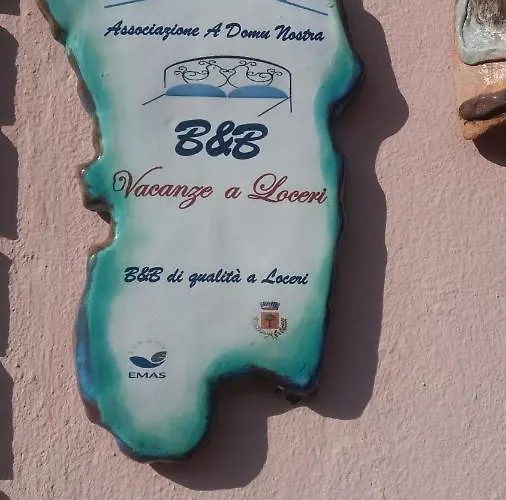 Associazione A Domu Nostra
B&B
Vacanze a Loceri
B&B di qualità a Loceri
EMAS